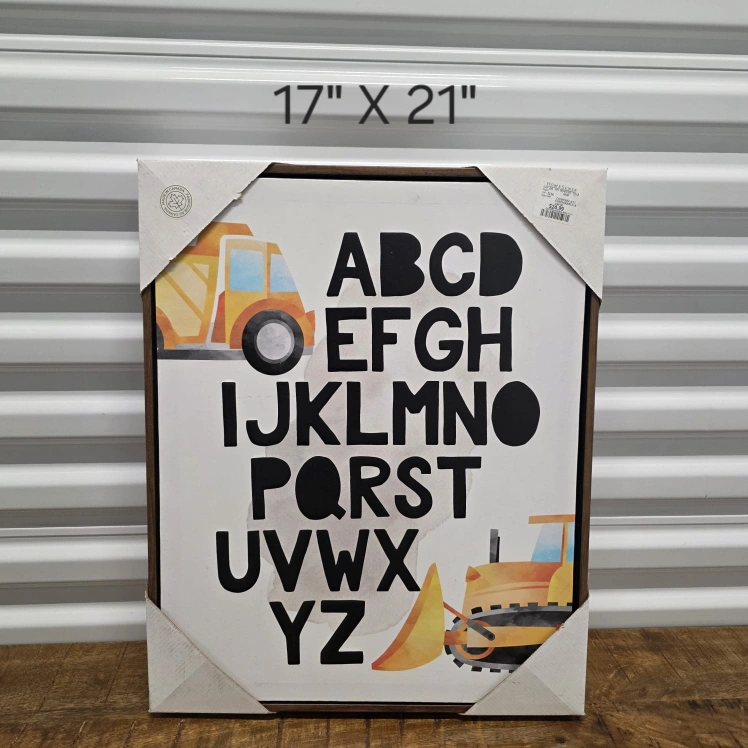 17" X 21"
ABCD
EFGH
IJKLMNO
PQRST
UVWX
YZ